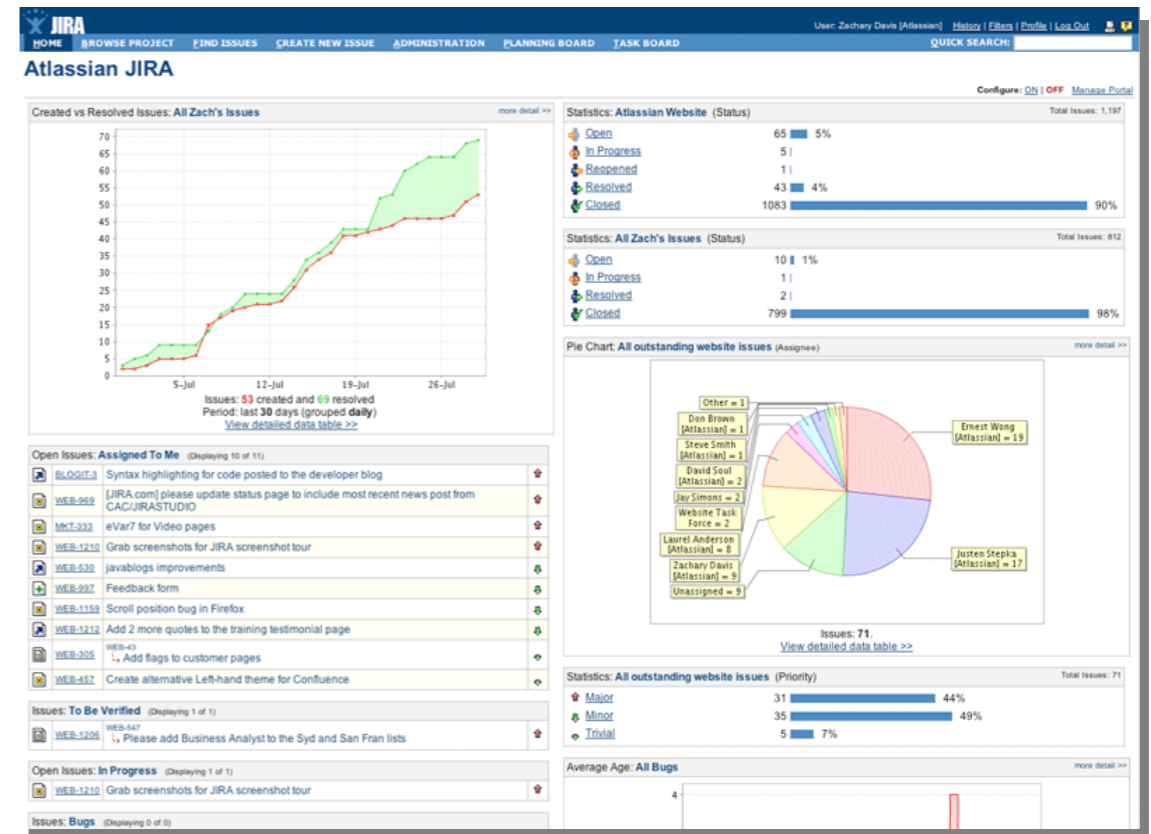 JIRA
User: Zachary Davis [Atlassian] History | Filters | Profile | Log Out
HOME BROWSE PROJECT FIND ISSUES CREATE NEW ISSUE ADMINISTRATION PLANNING BOARD TASK BOARD QUICK SEARCH:
Atlassian JIRA
Configure: ON | OFF Manage Portal
Created vs Resolved Issues: All Zach's Issues more detail >>
70
65
60
55
50
45
40
35
30
25
20
15
10
5
0
5-Jul 12-Jul 19-Jul 26-Jul
Issues: 53 created and 69 resolved
Period: last 30 days (grouped daily)
View detailed data table >>
Open Issues: Assigned To Me (Displaying 10 of 11)
BLOGIT-3 Syntax highlighting for code posted to the developer blog
WEB-969 [JIRA.com] please update status page to include most recent news post from
CAC/JIRASTUDIO
MKT-333 eVar7 for Video pages
WEB-1210 Grab screenshots for JIRA screenshot tour
WEB-530 javablogs improvements
WEB-997 Feedback form
WEB-1159 Scroll position bug in Firefox
WEB-1212 Add 2 more quotes to the training testimonial page
WEB-43
WEB-305 Add flags to customer pages
WEB-457 Create alternative Left-hand theme for Confluence
Issues: To Be Verified (Displaying 1 of 1)
WEB-547
WEB-1206 Please add Business Analyst to the Syd and San Fran lists
Open Issues: In Progress (Displaying 1 of 1)
WEB-1210 Grab screenshots for JIRA screenshot tour
Issues: Bugs (Displaying 0 of 0)
Statistics: Atlassian Website (Status) Total Issues: 1,197
Open 65 5%
In Progress 5
Reopened 1
Resolved 43 4%
Closed 1083 90%
Statistics: All Zach's Issues (Status) Total Issues: 812
Open 10 1%
In Progress 1
Resolved 2
Closed 799 98%
Pie Chart: All outstanding website issues (Assignee) more detail >>
Other = 1
Don Brown
[Atlassian] = 1
Steve Smith
[Atlassian] = 1
David Soul
[Atlassian] = 2
Jay Simons = 2
Website Task
Force = 2
Laurel Anderson
[Atlassian] = 8
Zachary Davis
[Atlassian] = 9
Unassigned = 9
Ernest Wong
[Atlassian] = 19
Justen Stepka
[Atlassian] = 17
Issues: 71.
View detailed data table >>
Statistics: All outstanding website issues (Priority) Total Issues: 71
Major 31 44%
Minor 35 49%
Trivial 5 7%
Average Age: All Bugs more detail >>
4